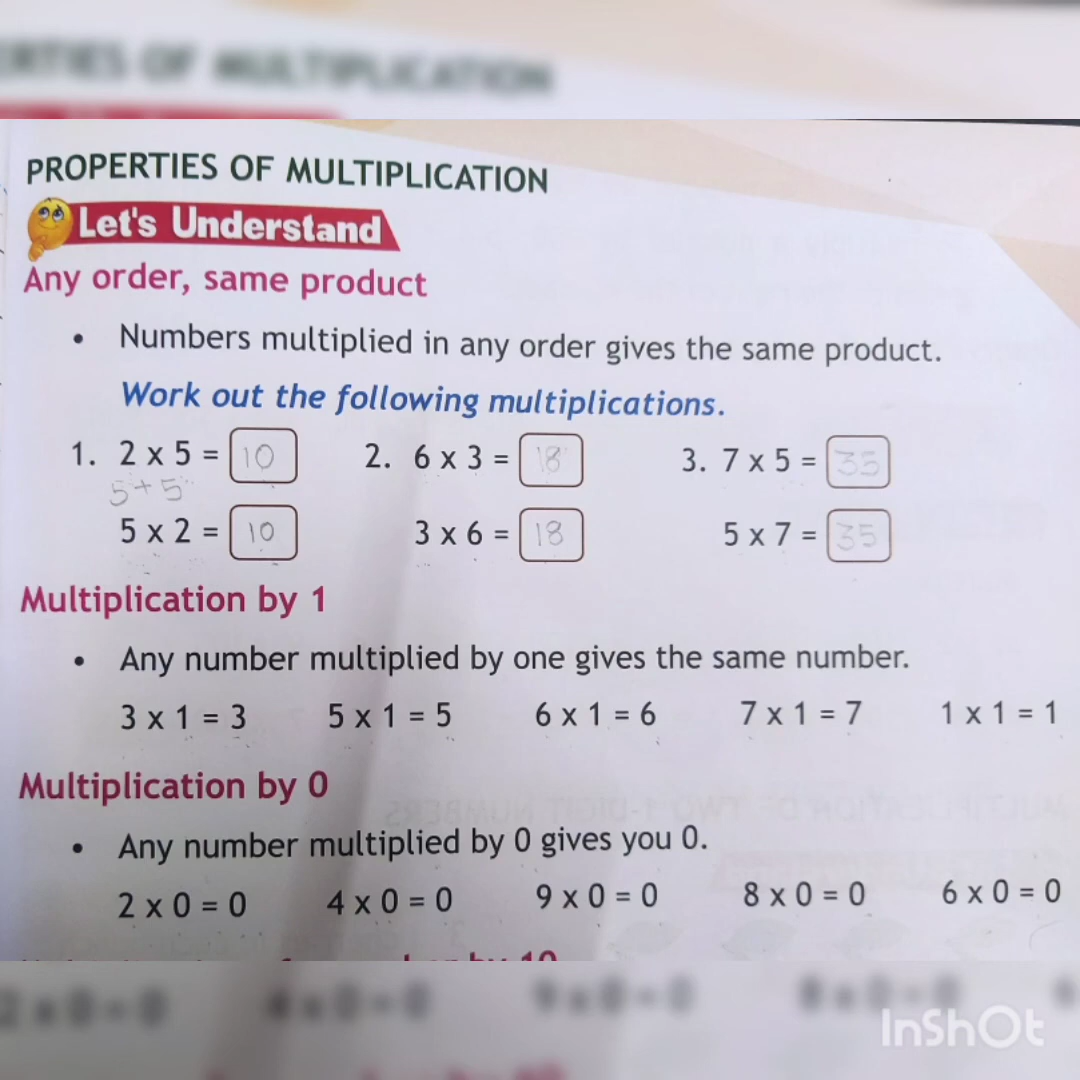 PROPERTIES OF MULTIPLICATION
Let's Understand
Any order, same product
• Numbers multiplied in any order gives the same product.
Work out the following multiplications.
1. 2 x 5 = 10 2. 6 x 3 = 18 3. 7 x 5 = 35
5+5
5 x 2 = 10 3 x 6 = 18 5 x 7 = 35
Multiplication by 1
• Any number multiplied by one gives the same number.
3 x 1 = 3 5 x 1 = 5 6 x 1 = 6 7 x 1 = 7 1 x 1 = 1
Multiplication by 0
• Any number multiplied by 0 gives you 0.
2 x 0 = 0 4 x 0 = 0 9 x 0 = 0 8 x 0 = 0 6 x 0 = 0
by 10
InShOt